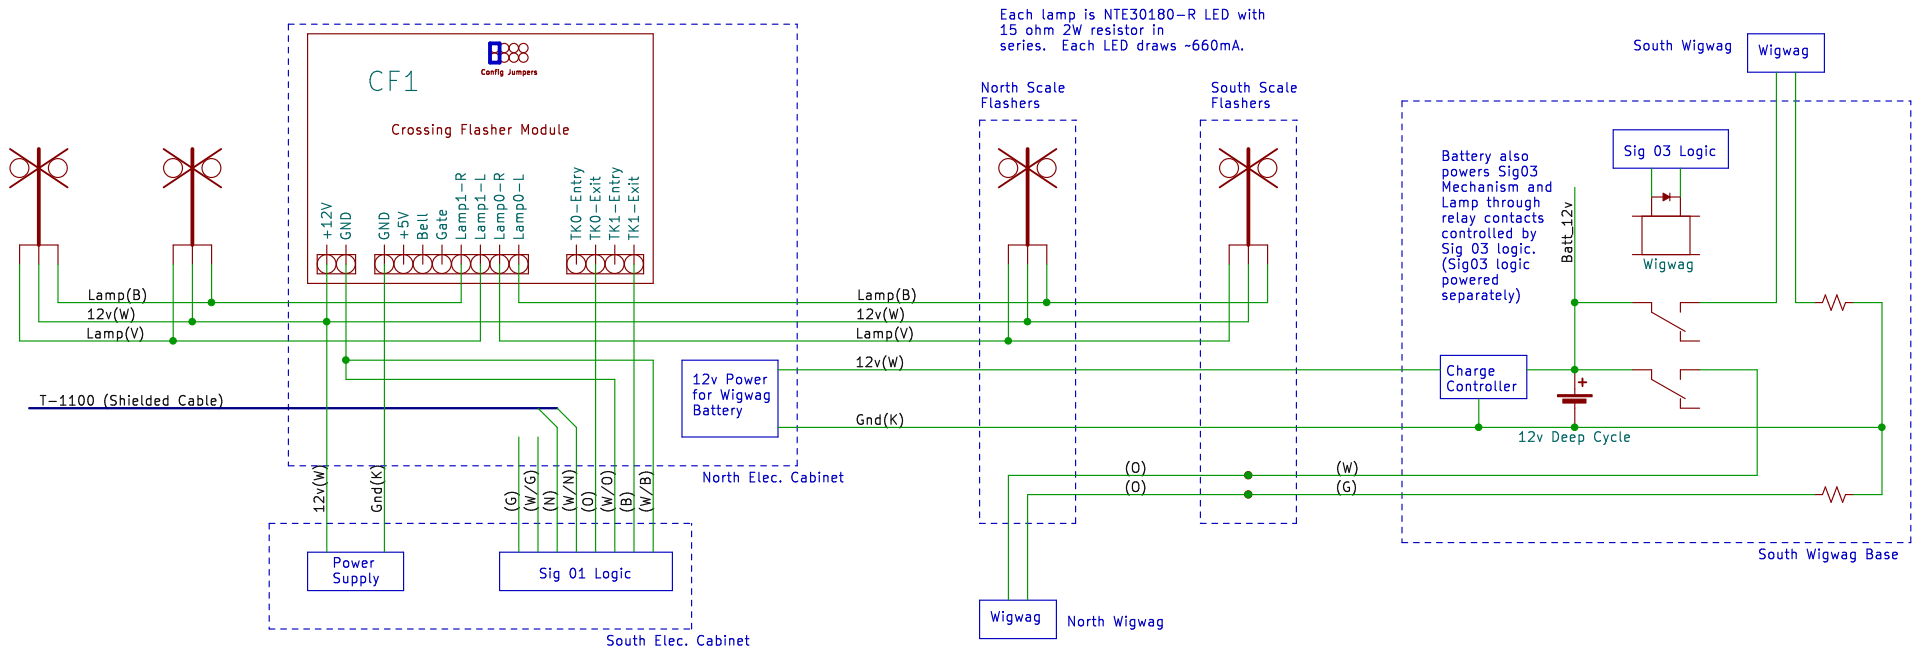 Each lamp is NTE30180-R LED with
15 ohm 2W resistor in
series.  Each LED draws ~660mA.
Config Jumpers
CF1
Crossing Flasher Module
+12V
GND
GND
+5V
Bell
Gate
Lamp1-R
Lamp1-L
Lamp0-R
Lamp0-L
TK0-Entry
TK0-Exit
TK1-Entry
TK1-Exit
Lamp(B)
12v(W)
Lamp(V)
T-1100 (Shielded Cable)
12v Power
for Wigwag
Battery
North Elec. Cabinet
12v(W)
Gnd(K)
(G)
(W/G)
(N)
(W/N)
(O)
(W/O)
(B)
(W/B)
Power
Supply
Sig 01 Logic
South Elec. Cabinet
North Scale
Flashers
South Scale
Flashers
Lamp(B)
12v(W)
Lamp(V)
12v(W)
Gnd(K)
(O)
(W)
(O)
(G)
Wigwag
North Wigwag
South Wigwag
Wigwag
Battery also
powers Sig03
Mechanism and
Lamp through
relay contacts
controlled by
Sig 03 logic.
(Sig03 logic
powered
separately)
Batt_12v
Sig 03 Logic
Wigwag
Charge
Controller
+
12v Deep Cycle
South Wigwag Base